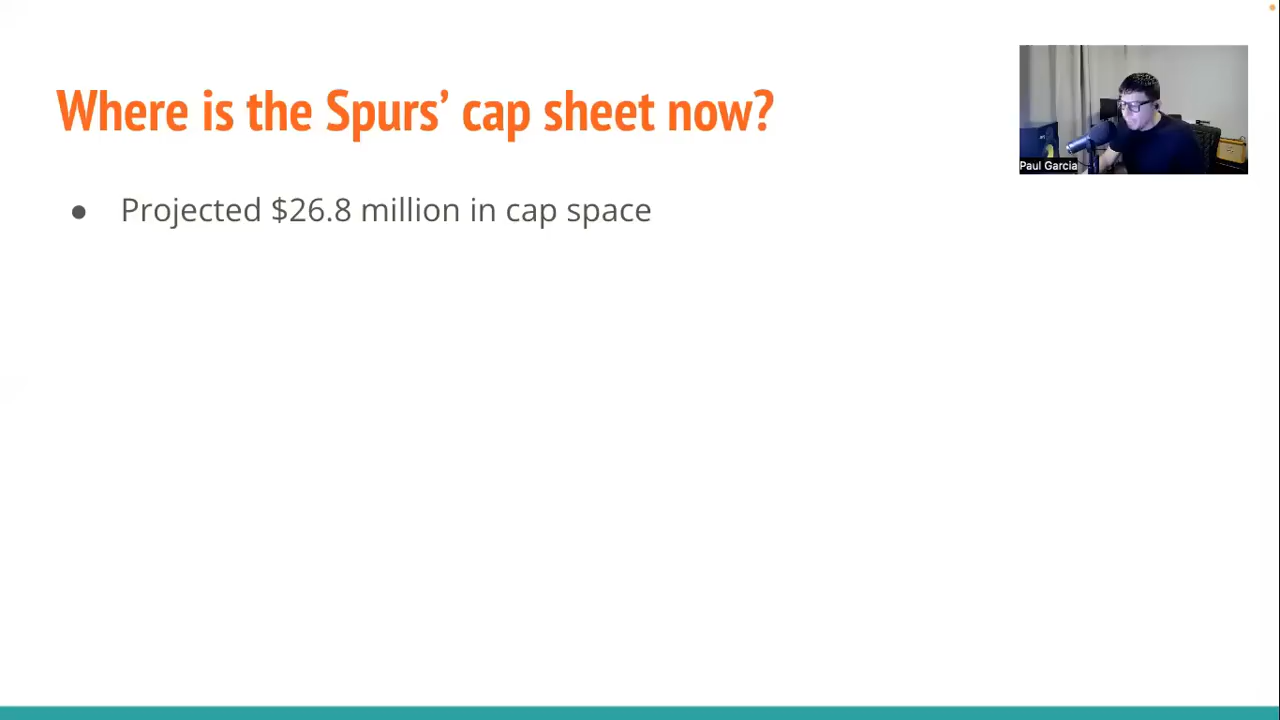 Where is the Spurs’ cap sheet now?
● Projected $26.8 million in cap space
Paul Garcia